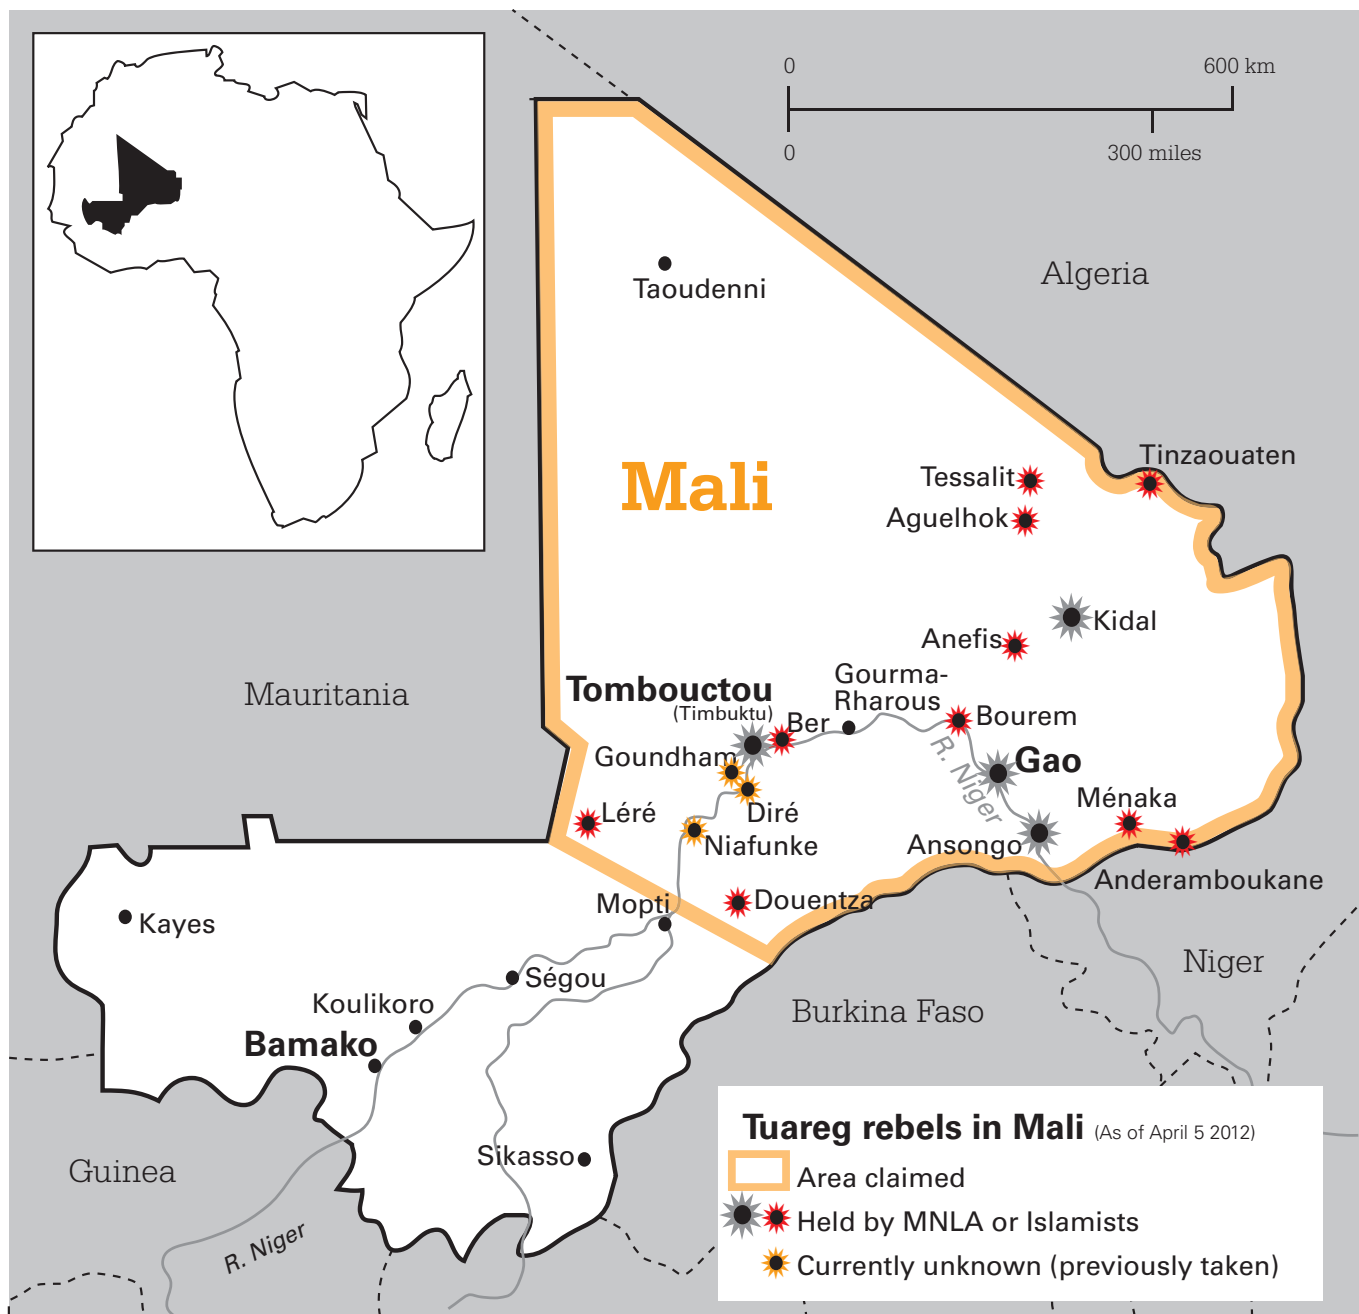 0
600 km
0
300 miles
Algeria
Taoudenni
Tinzaouaten
Mali
Tessalit
Aguelhok
Kidal
Anefis
Mauritania
Tombouctou
(Timbuktu)
Gourma-
Rharous
Ber
Bourem
Goundham
R. Niger
Gao
Léré
Diré
Ménaka
Niafunke
Ansongo
Anderamboukane
Mopti
Douentza
Kayes
Ségou
Niger
Koulikoro
Burkina Faso
Bamako
Sikasso
Guinea
R. Niger
Tuareg rebels in Mali (As of April 5 2012)
Area claimed
Held by MNLA or Islamists
Currently unknown (previously taken)